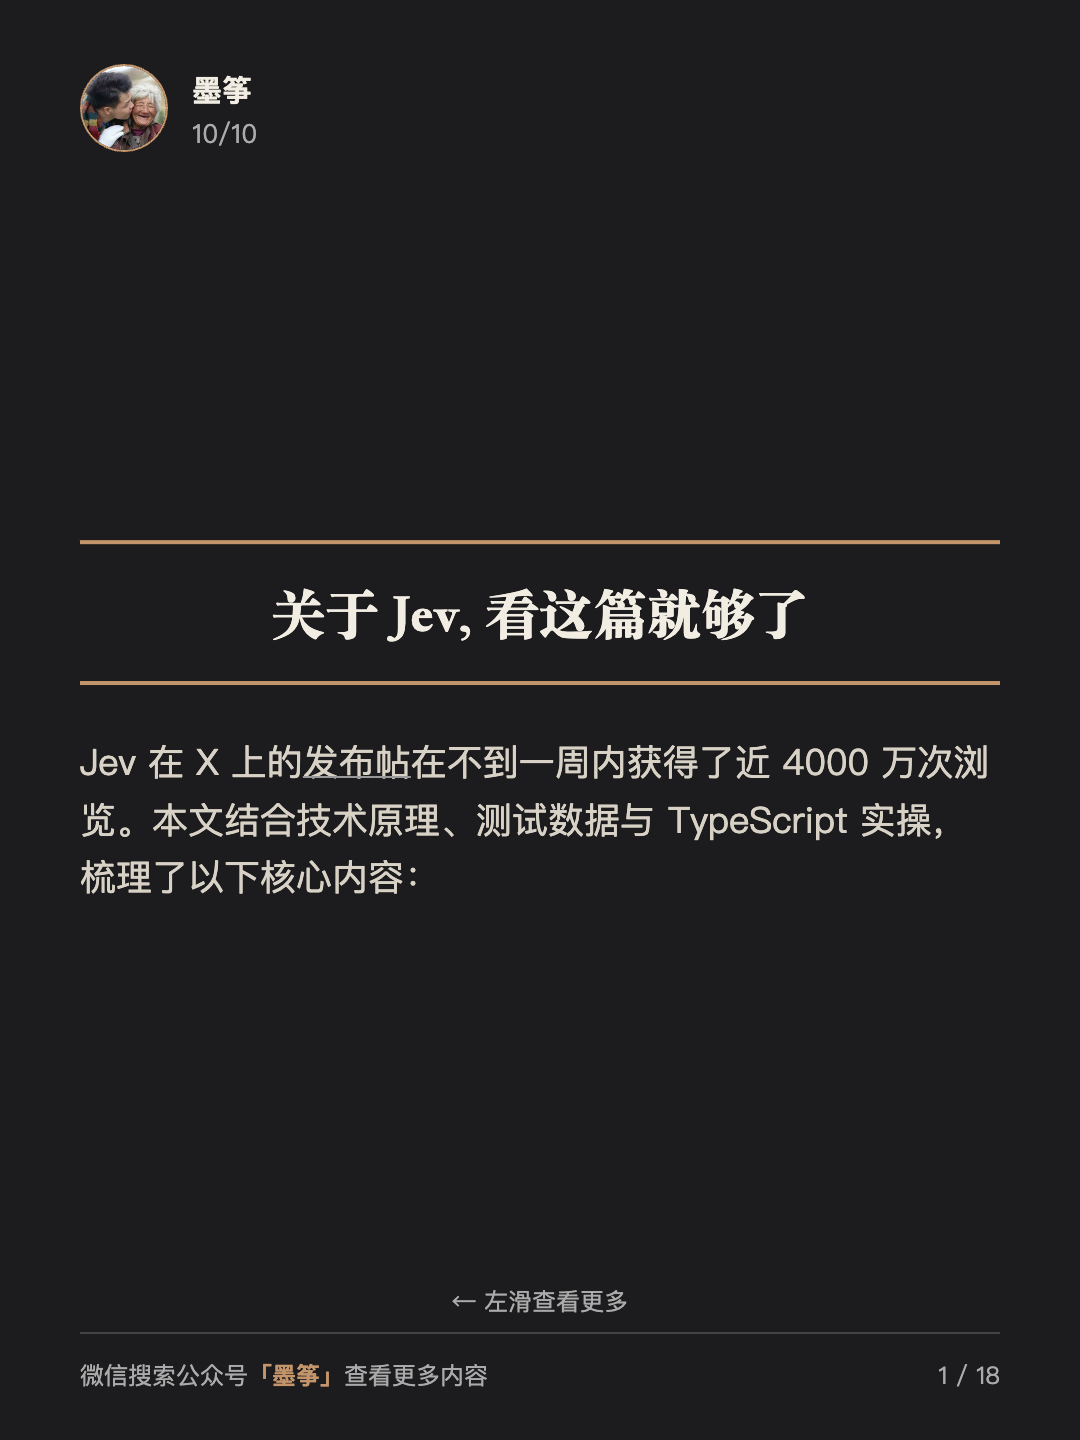 墨筝
10/10
关于 Jev, 看这篇就够了
Jev 在 X 上的发布帖在不到一周内获得了近 4000 万次浏
览。本文结合技术原理、测试数据与 TypeScript 实操，
梳理了以下核心内容：
← 左滑查看更多
微信搜索公众号「墨筝」查看更多内容
1 / 18